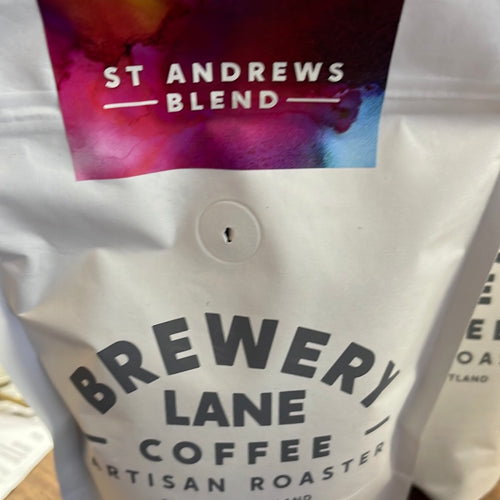 ST ANDREWS
BLEND
BREWERY
LANE
COFFEE
ARTISAN ROASTER